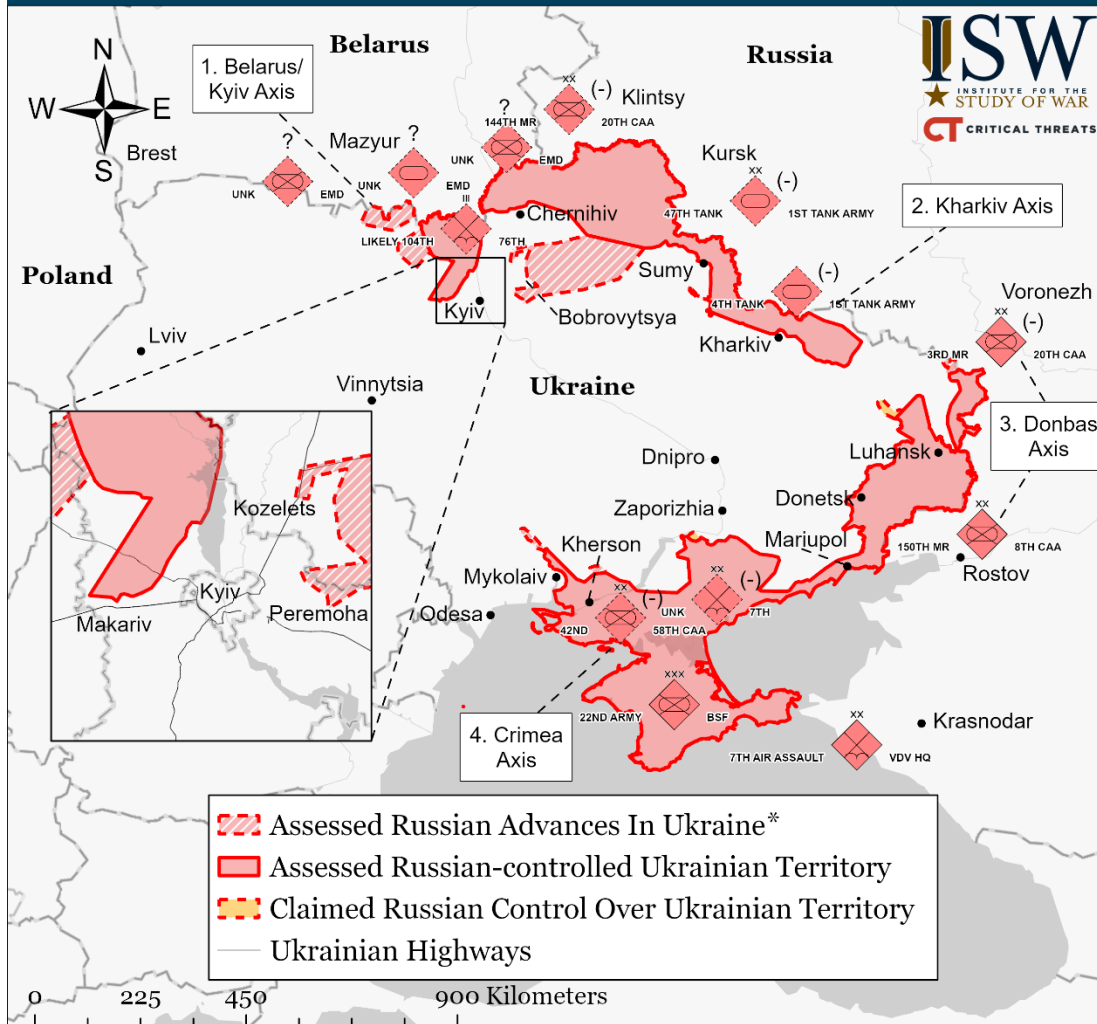 Belarus
Russia
ISW
INSTITUTE FOR THE
STUDY OF WAR
CT CRITICAL THREATS
N
W E
S
1. Belarus/
Kyiv Axis
Brest
Mazyur
?
?
?
UNK EMD
UNK EMD
UNK EMD
144TH MR
xx
(-)
Klintsy
20TH CAA
III
LIKELY 104TH
76TH
Chernihiv
Kursk
xx
(-)
47TH TANK
1ST TANK ARMY
2. Kharkiv Axis
Poland
Sumy
(-)
4TH TANK
1ST TANK ARMY
Voronezh
xx
(-)
3RD MR
20TH CAA
Kyiv
Bobrovytsya
Kharkiv
Lviv
Vinnytsia
Ukraine
3. Donbas
Axis
Luhansk
Dnipro
Donetsk
Zaporizhia
Mariupol
xx
150TH MR
8TH CAA
Rostov
Kherson
Mykolaiv
Odesa
xx
(-)
42ND
58TH CAA
xx
(-)
UNK
7TH
xxx
22ND ARMY
BSF
4. Crimea
Axis
Krasnodar
xx
7TH AIR ASSAULT
VDV HQ
Kozelets
Kyiv
Makariv
Peremoha
Assessed Russian Advances In Ukraine*
Assessed Russian-controlled Ukrainian Territory
Claimed Russian Control Over Ukrainian Territory
Ukrainian Highways
0 225 450 900 Kilometers